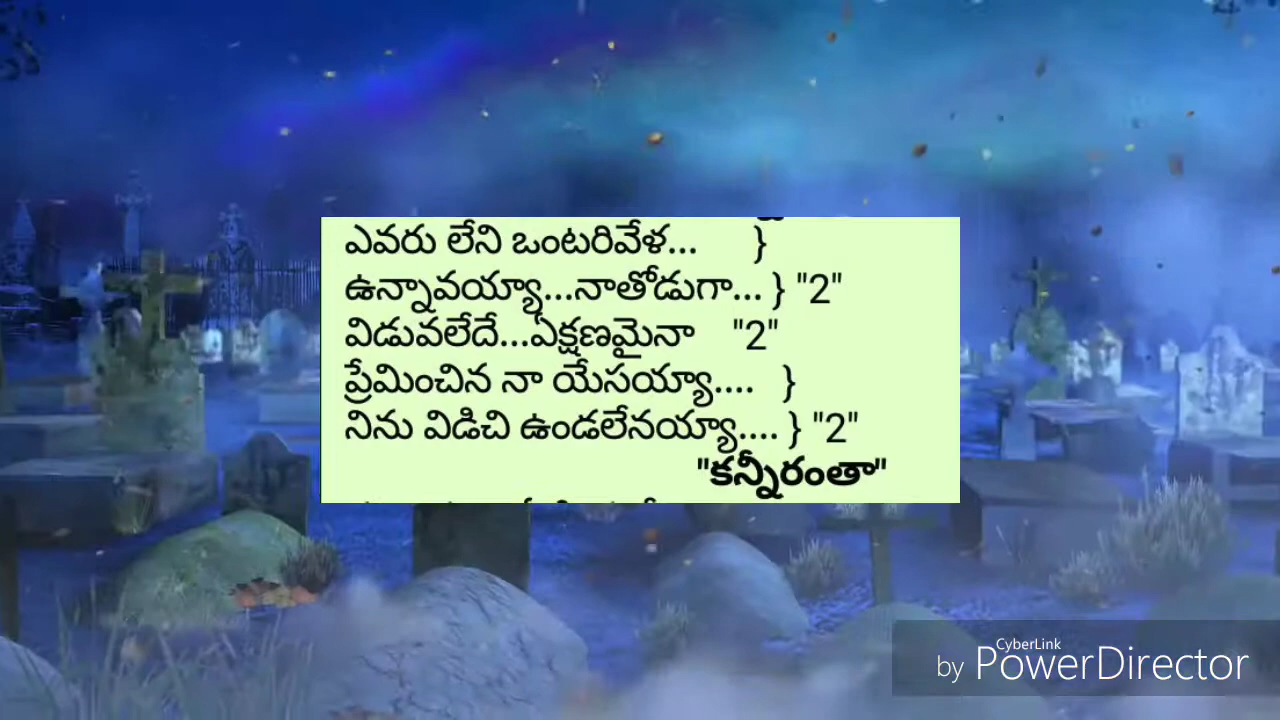 ఎవరు లేని ఒంటరివేళ... }
ఉన్నావయ్యా...నాతోడుగా... } "2"
విడువలేదే...ఏక్షణమైనా "2"
ప్రేమించిన నా యేసయ్యా.... }
నిను విడిచి ఉండలేనయ్యా.... } "2"
"కన్నీరంతా"
CyberLink
by PowerDirector